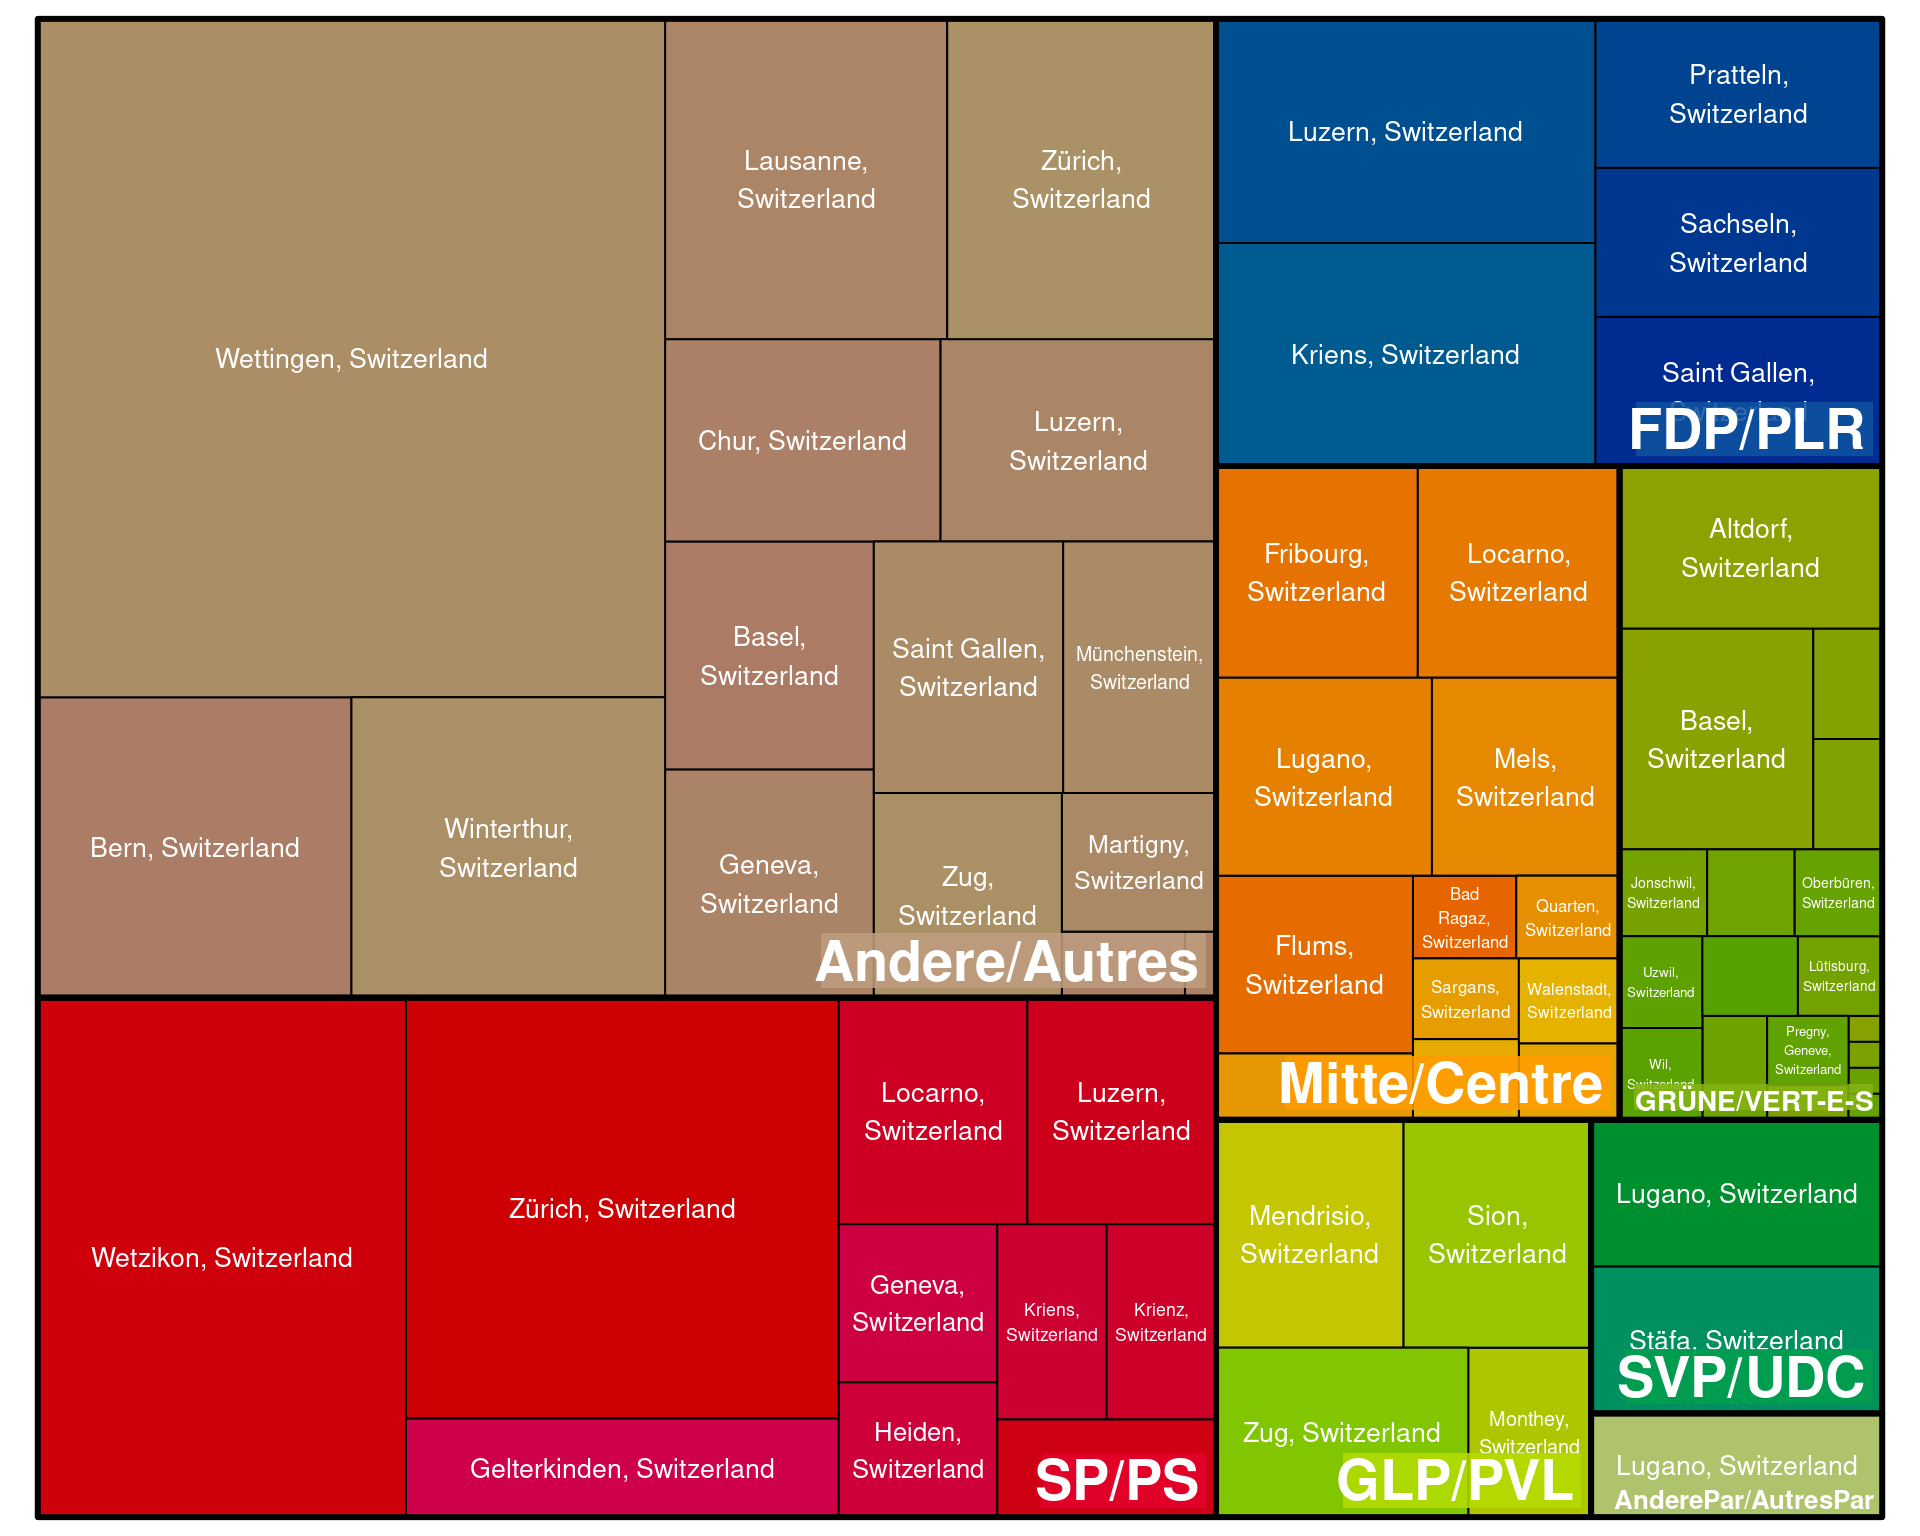 Wettingen, Switzerland
Lausanne,
Switzerland
Zürich,
Switzerland
Chur, Switzerland
Luzern,
Switzerland
Basel,
Switzerland
Saint Gallen,
Switzerland
Münchenstein,
Switzerland
Bern, Switzerland
Winterthur,
Switzerland
Geneva,
Switzerland
Zug,
Switzerland
Martigny,
Switzerland
Andere/Autres
Wetzikon, Switzerland
Zürich, Switzerland
Gelterkinden, Switzerland
Locarno,
Switzerland
Luzern,
Switzerland
Geneva,
Switzerland
Kriens,
Switzerland
Krienz,
Switzerland
Heiden,
Switzerland
SP/PS
Luzern, Switzerland
Kriens, Switzerland
Pratteln,
Switzerland
Sachseln,
Switzerland
Saint Gallen,
Switzerland
FDP/PLR
Fribourg,
Switzerland
Locarno,
Switzerland
Lugano,
Switzerland
Mels,
Switzerland
Flums,
Switzerland
Bad
Ragaz,
Switzerland
Quarten,
Switzerland
Sargans,
Switzerland
Walenstadt,
Switzerland
Mitte/Centre
Altdorf,
Switzerland
Basel,
Switzerland
Jonschwil,
Switzerland
Oberbüren,
Switzerland
Uzwil,
Switzerland
Lütisburg,
Switzerland
Pregny,
Geneve,
Switzerland
Wil,
Switzerland
GRÜNE/VERT-E-S
Mendrisio,
Switzerland
Sion,
Switzerland
Zug, Switzerland
Monthey,
Switzerland
GLP/PVL
Lugano, Switzerland
Stäfa, Switzerland
SVP/UDC
Lugano, Switzerland
AnderePar/AutresPar